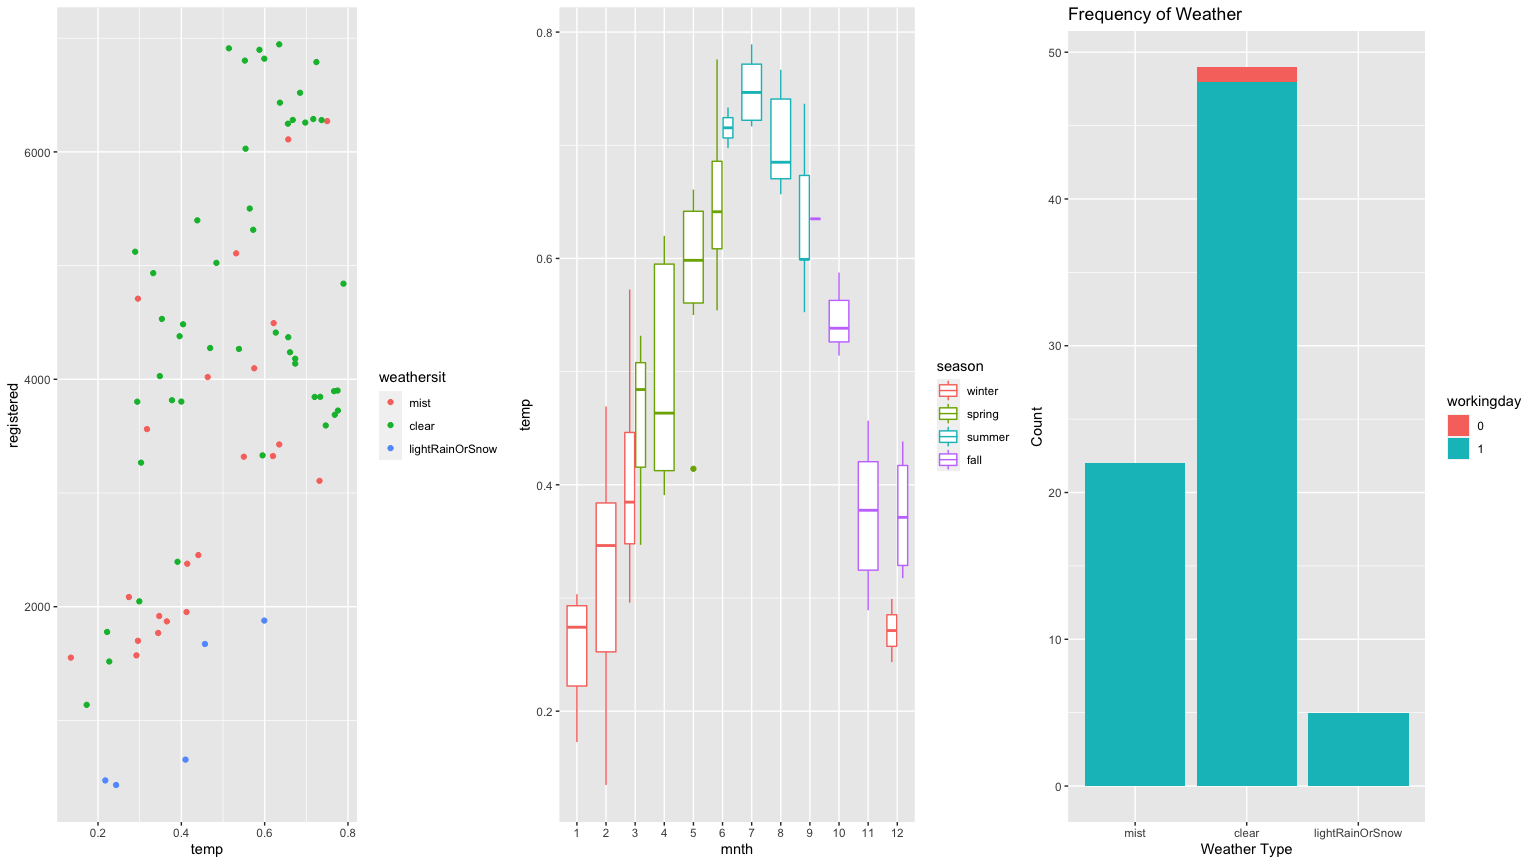 registered
6000
4000
2000
0.2 0.4 0.6 0.8
temp
weathersit
mist
clear
lightRainOrSnow
temp
0.8
0.6
0.4
0.2
1 2 3 4 5 6 7 8 9 10 11 12
mnth
season
winter
spring
summer
fall
Frequency of Weather
Count
50
40
30
20
10
0
mist clear lightRainOrSnow
Weather Type
workingday
0
1